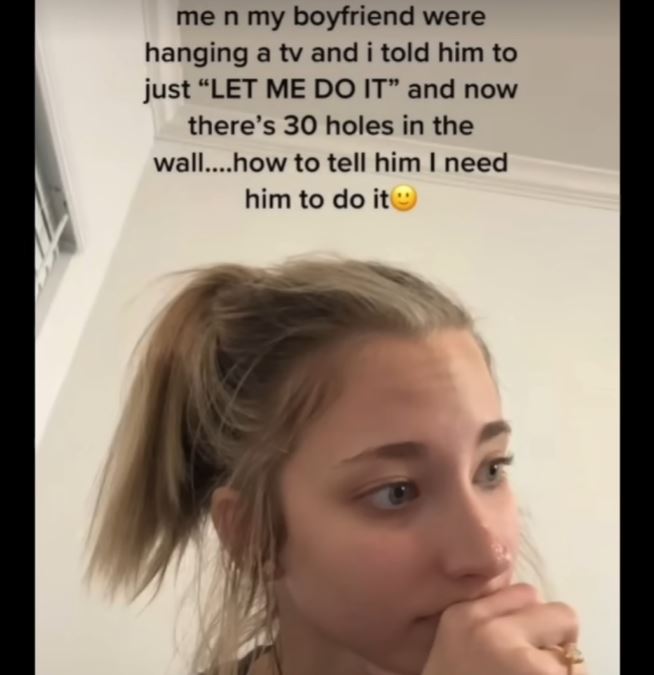 me n my boyfriend were
hanging a tv and i told him to
just “LET ME DO IT” and now
there’s 30 holes in the
wall....how to tell him I need
him to do it🙂